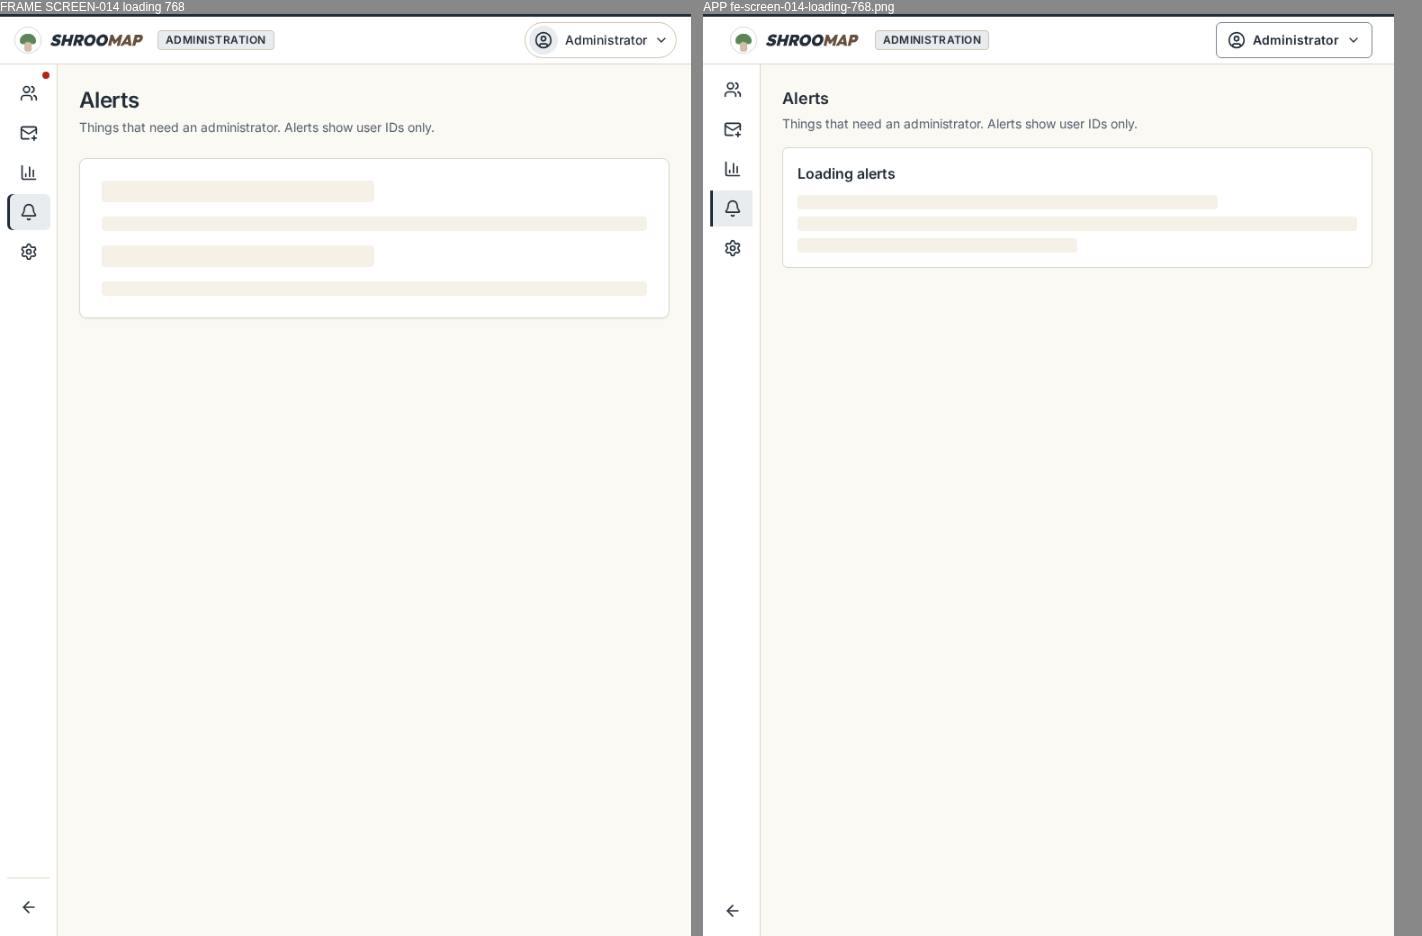 FRAME SCREEN-014 loading 768
SHROOMAP
ADMINISTRATION
Administrator
Alerts
Things that need an administrator. Alerts show user IDs only.
APP fe-screen-014-loading-768.png
SHROOMAP
ADMINISTRATION
Administrator
Alerts
Things that need an administrator. Alerts show user IDs only.
Loading alerts